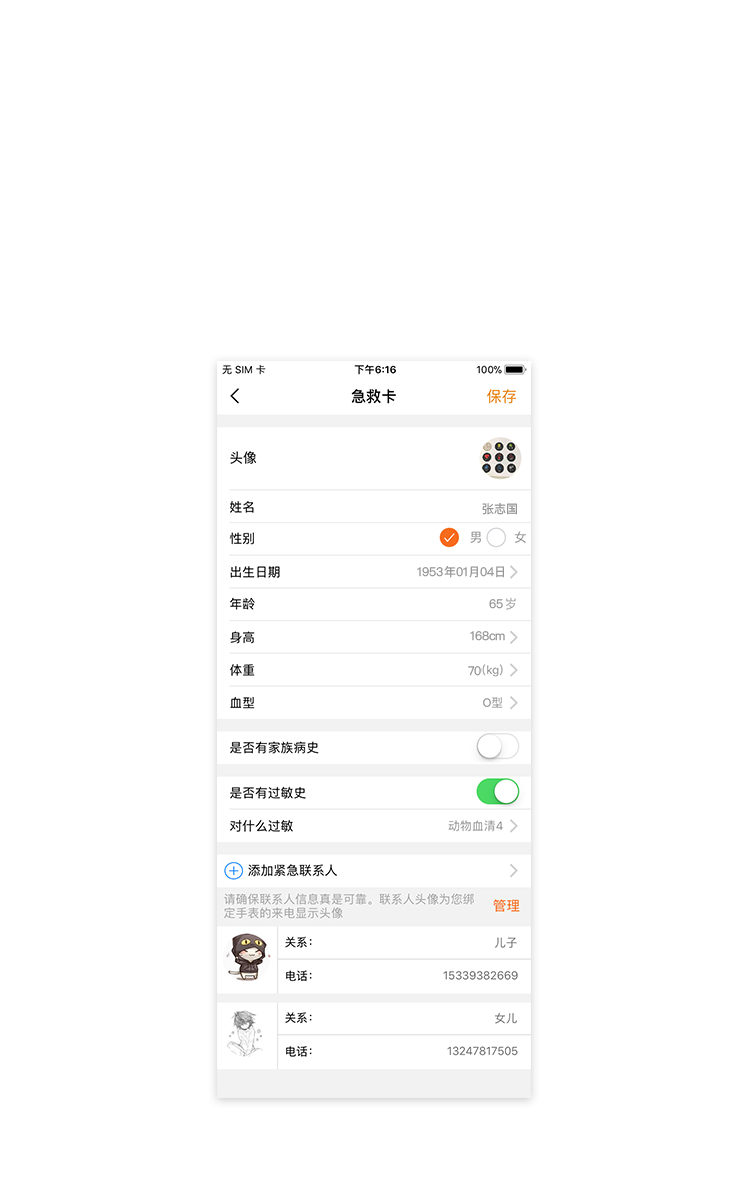 无 SIM 卡 下午6:16 100%
急救卡 保存
头像
姓名 张志国
性别 男 女
出生日期 1953年01月04日
年龄 65岁
身高 168cm
体重 70(kg)
血型 O型
是否有家族病史
是否有过敏史
对什么过敏 动物血清4
添加紧急联系人
请确保联系人信息真是可靠。联系人头像为您绑
定手表的来电显示头像
管理
关系： 儿子
电话： 15339382669
关系： 女儿
电话： 13247817505